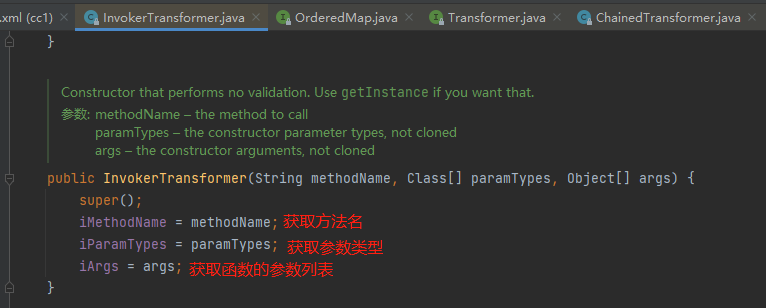 .xml (cc1) InvokerTransformer.java OrderedMap.java Transformer.java ChainedTransformer.java
}
Constructor that performs no validation. Use getInstance if you want that.
参数: methodName – the method to call
paramTypes – the constructor parameter types, not cloned
args – the constructor arguments, not cloned
public InvokerTransformer(String methodName, Class[] paramTypes, Object[] args) {
super();
iMethodName = methodName; 获取方法名
iParamTypes = paramTypes; 获取参数类型
iArgs = args; 获取函数的参数列表
}